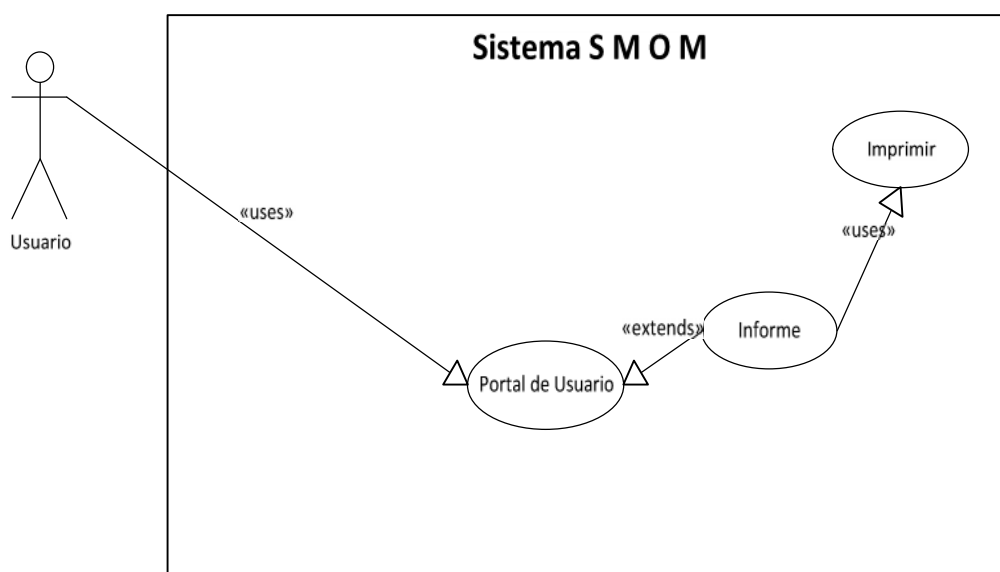 Sistema S M O M
Imprimir
«uses»
«uses»
Usuario
«extends»
Informe
Portal de Usuario